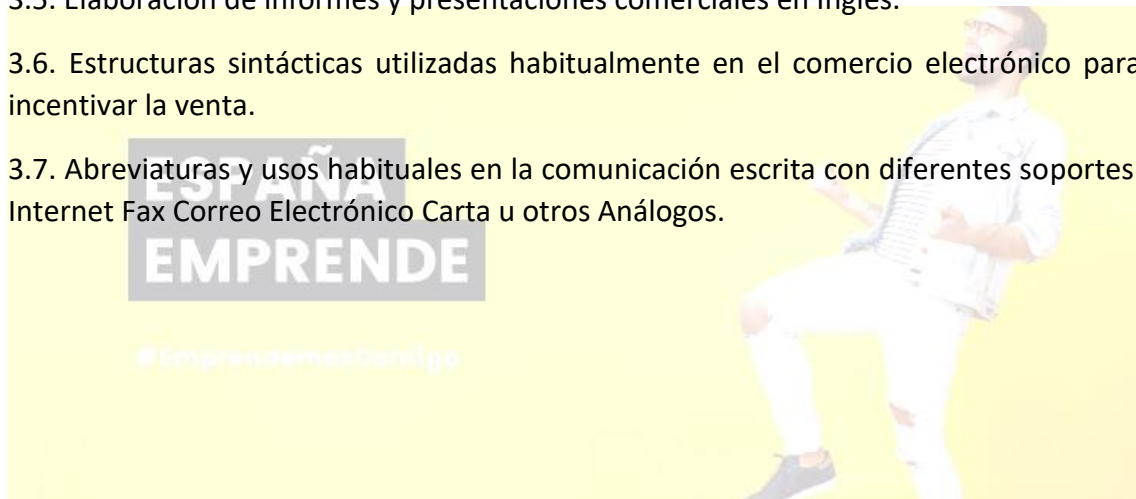 3.5. Elaboración de informes y presentaciones comerciales en inglés.
3.6. Estructuras sintácticas utilizadas habitualmente en el comercio electrónico para
incentivar la venta.
3.7. Abreviaturas y usos habituales en la comunicación escrita con diferentes soportes
Internet Fax Correo Electrónico Carta u otros Análogos.
ESPAÑA
EMPRENDE
#EmprendemosContigo